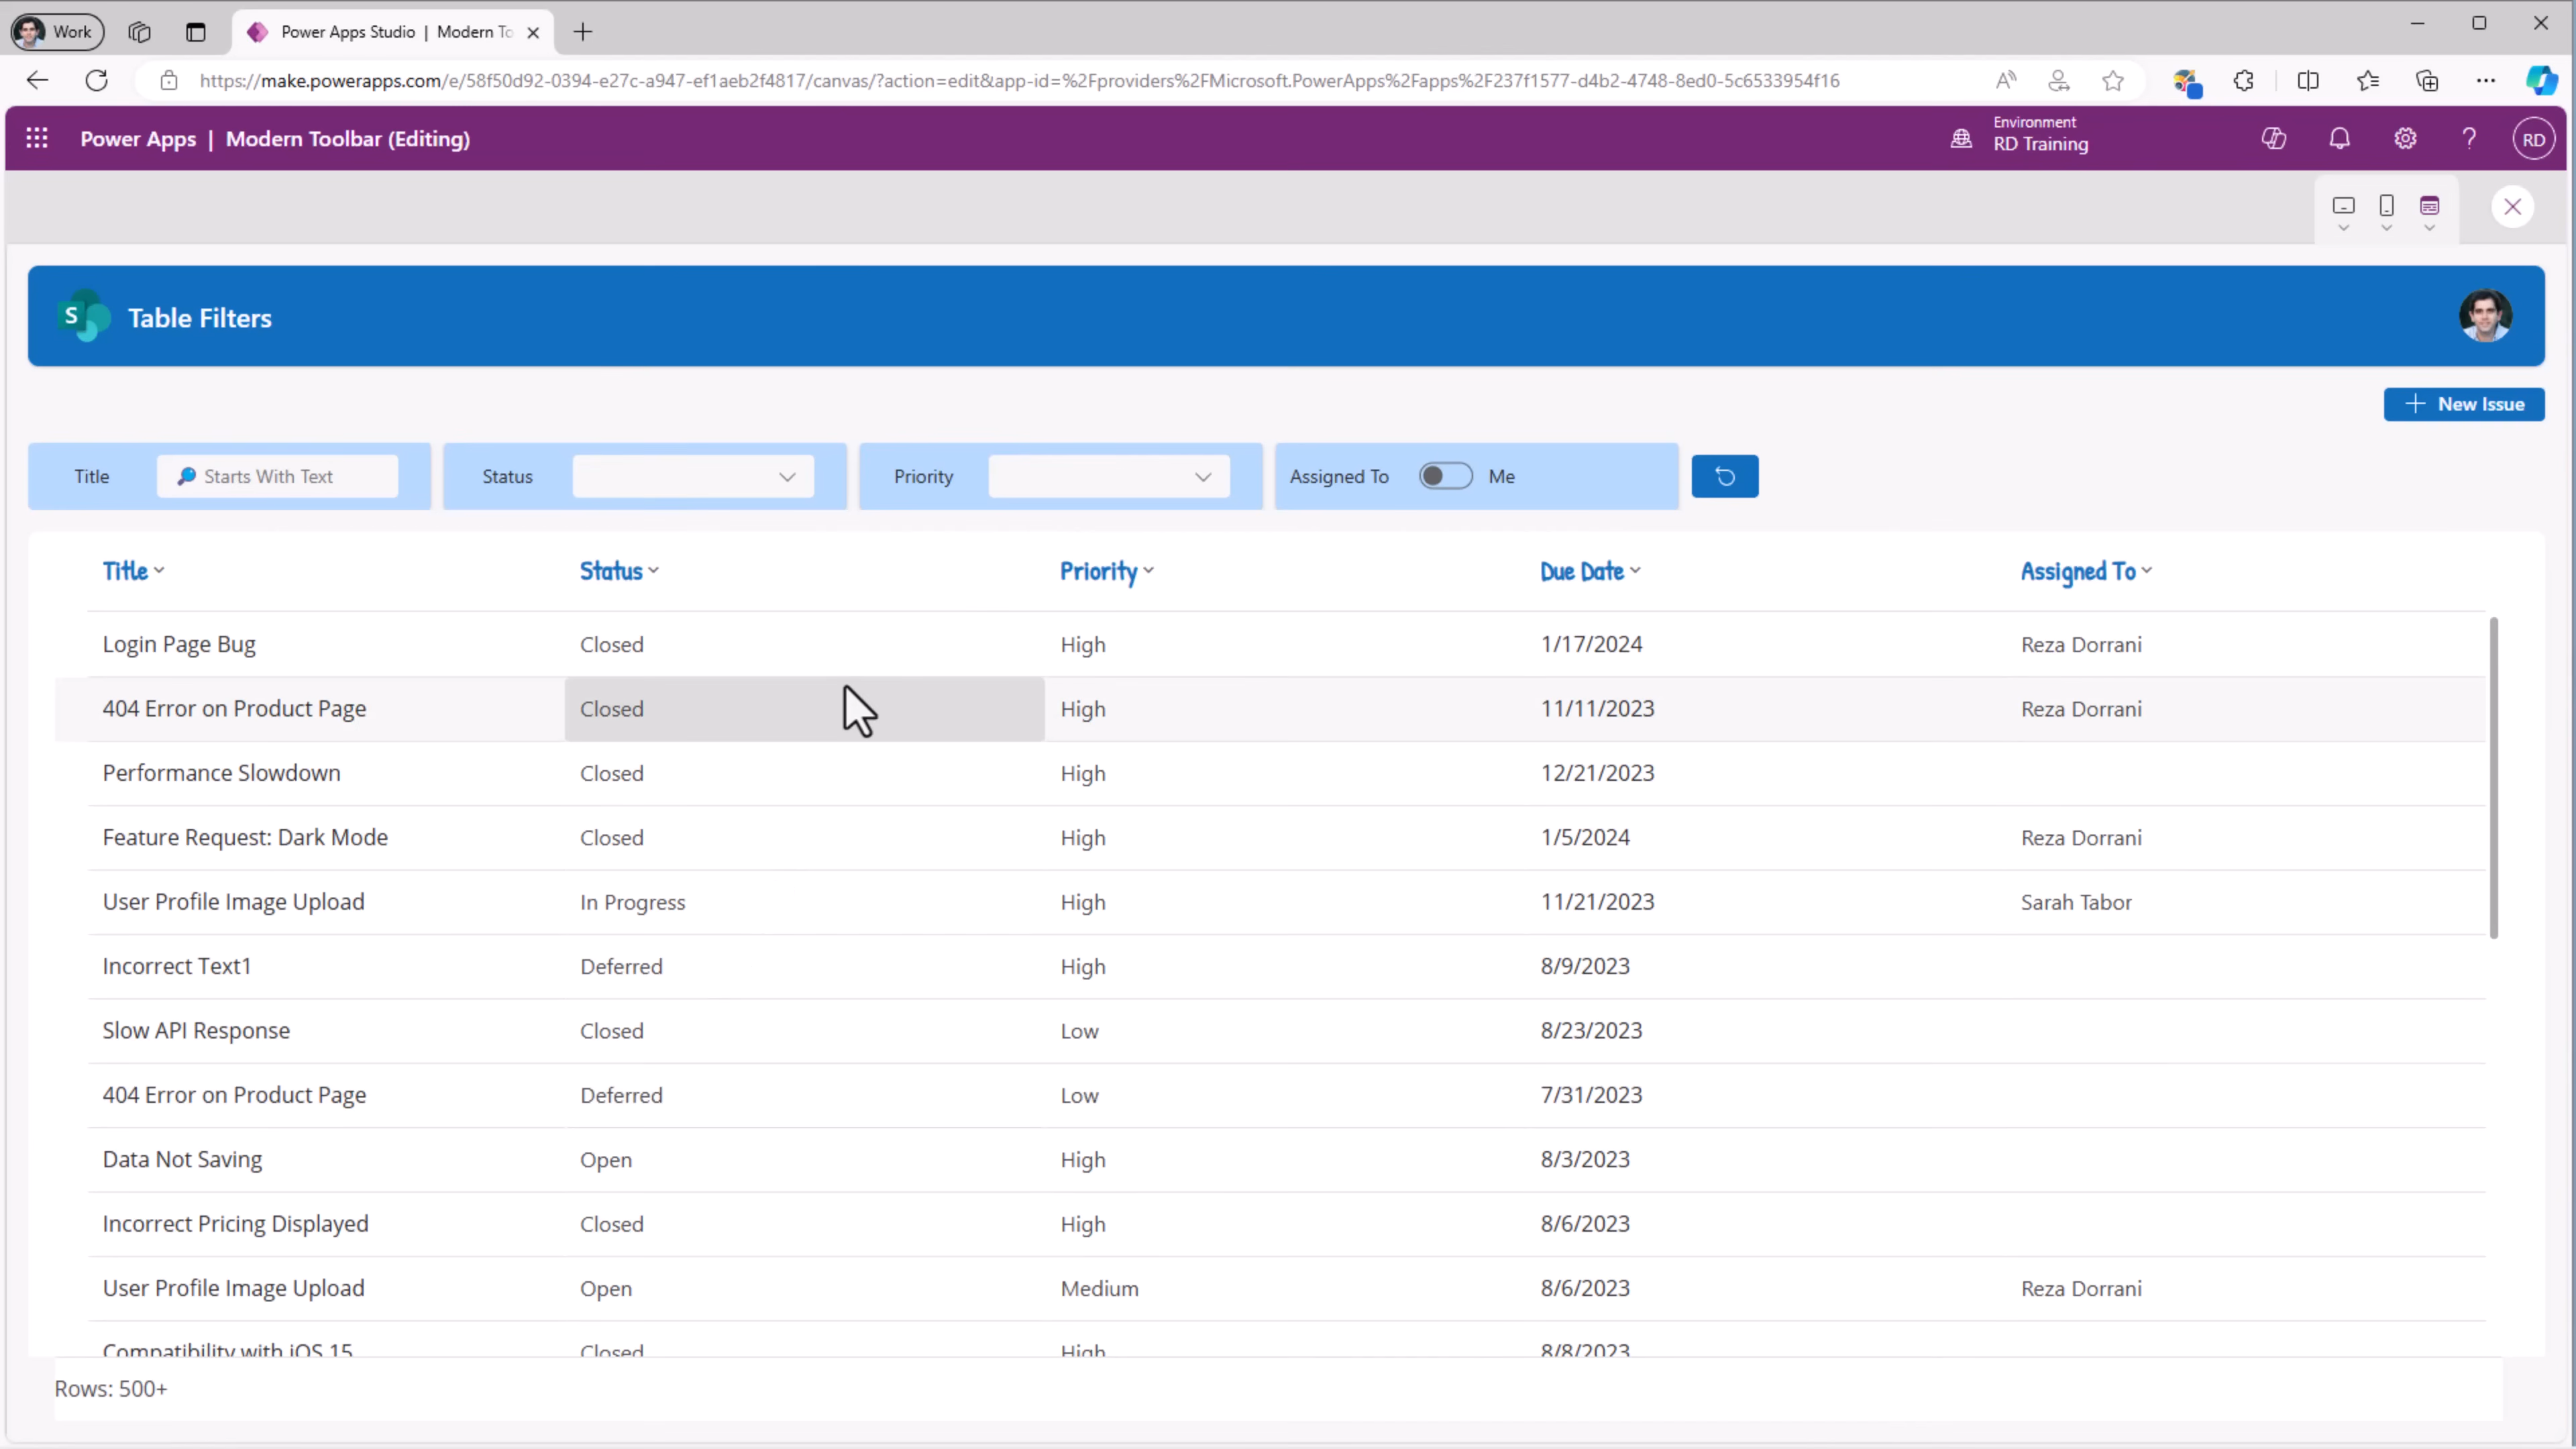 Work
Power Apps Studio | Modern To
https://make.powerapps.com/e/58f50d92-0394-e27c-a947-ef1aeb2f4817/canvas/?action=edit&app-id=%2Fproviders%2FMicrosoft.PowerApps%2Fapps%2F237f1577-d4b2-4748-8ed0-5c6533954f16
Power Apps | Modern Toolbar (Editing)
Environment
RD Training
RD
S
Table Filters
New Issue
Title Starts With Text Status Priority Assigned To Me
Title Status Priority Due Date Assigned To
Login Page Bug Closed High 1/17/2024 Reza Dorrani
404 Error on Product Page Closed High 11/11/2023 Reza Dorrani
Performance Slowdown Closed High 12/21/2023
Feature Request: Dark Mode Closed High 1/5/2024 Reza Dorrani
User Profile Image Upload In Progress High 11/21/2023 Sarah Tabor
Incorrect Text1 Deferred High 8/9/2023
Slow API Response Closed Low 8/23/2023
404 Error on Product Page Deferred Low 7/31/2023
Data Not Saving Open High 8/3/2023
Incorrect Pricing Displayed Closed High 8/6/2023
User Profile Image Upload Open Medium 8/6/2023 Reza Dorrani
Compatibility with iOS 15 Closed High 8/8/2023
Rows: 500+